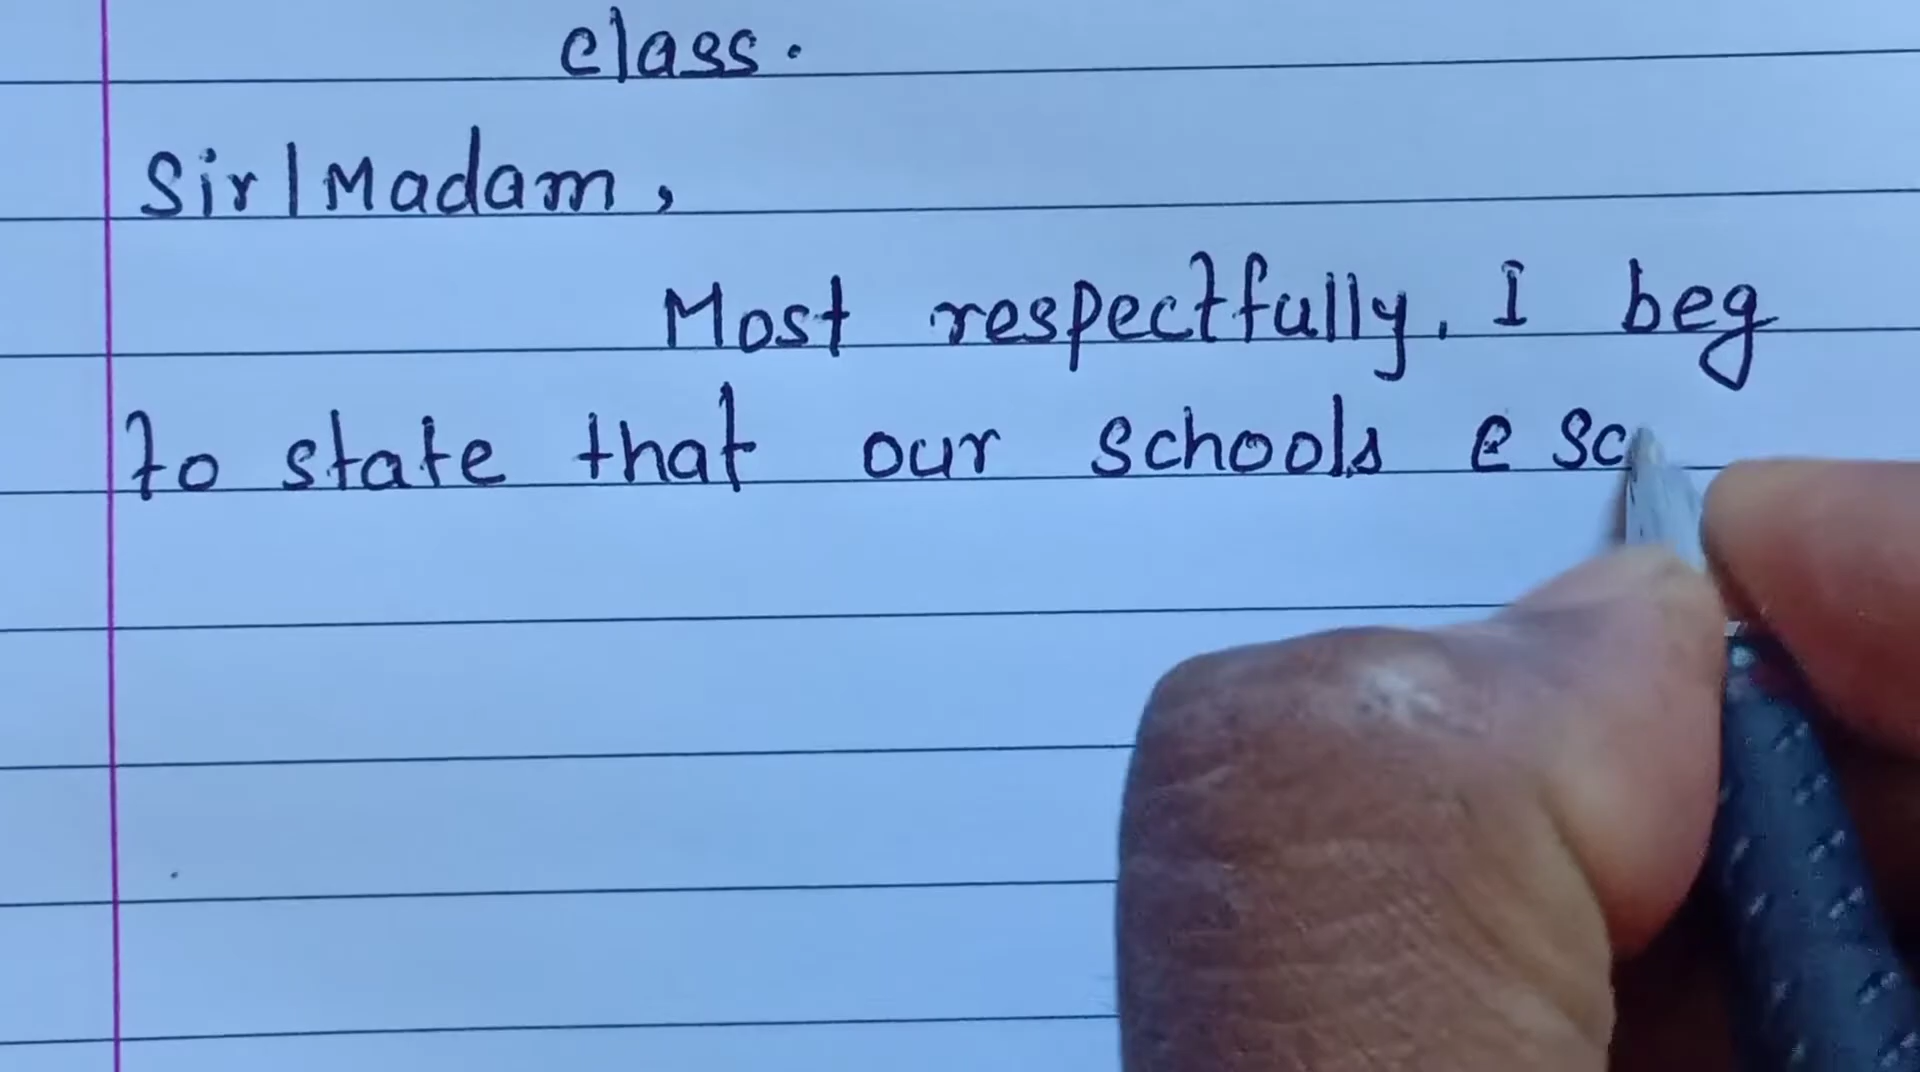 class.
Sir/Madam,
Most respectfully, I beg
to state that our schools e sc